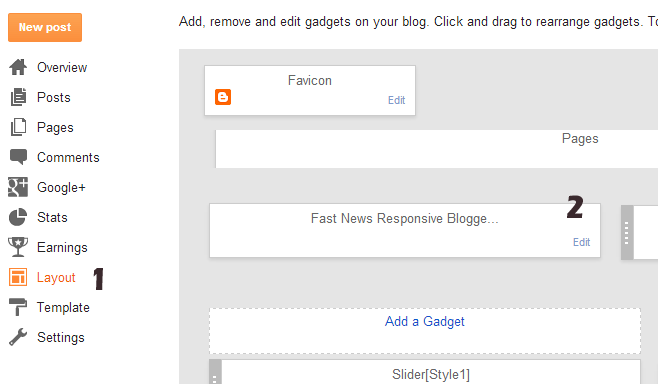 New post
Overview
Posts
Pages
Comments
Google+
Stats
Earnings
Layout 1
Template
Settings
Add, remove and edit gadgets on your blog. Click and drag to rearrange gadgets. To
Favicon
Edit
Pages
Fast News Responsive Blogge...
2
Edit
Add a Gadget
Slider[Style1]